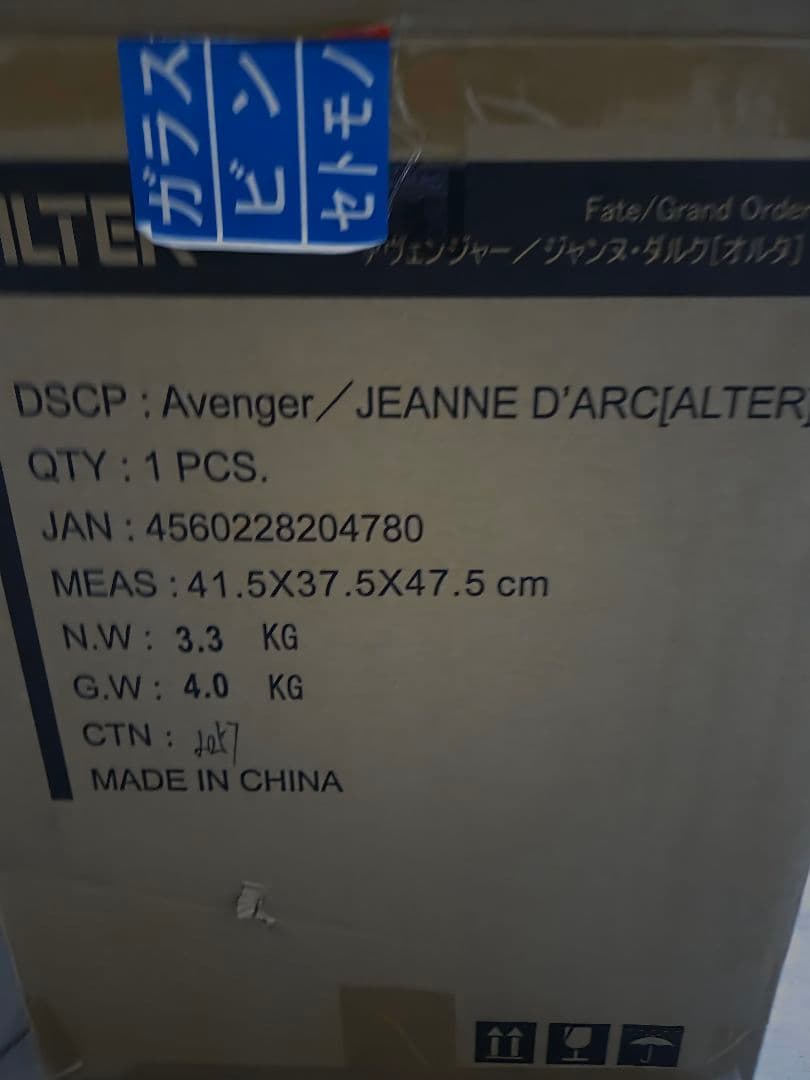 ガラス
ビン
セトモノ
ALTER
Fate/Grand Order
アヴェンジャー／ジャンヌ・ダルク[オルタ]
DSCP : Avenger／JEANNE D'ARC[ALTER]
QTY : 1 PCS.
JAN : 4560228204780
MEAS : 41.5X37.5X47.5 cm
N.W : 3.3 KG
G.W : 4.0 KG
CTN :
MADE IN CHINA